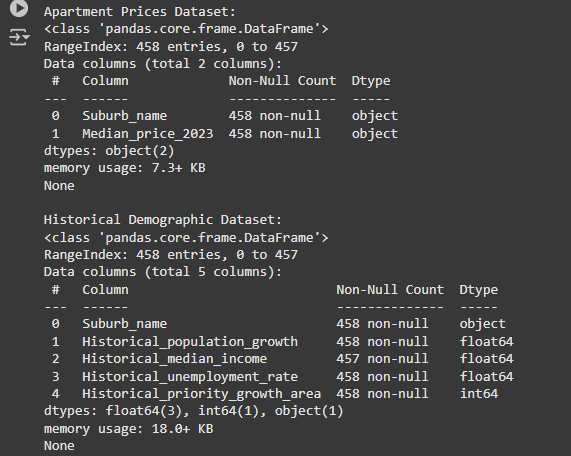 Apartment Prices Dataset:
<class 'pandas.core.frame.DataFrame'>
RangeIndex: 458 entries, 0 to 457
Data columns (total 2 columns):
 #   Column             Non-Null Count  Dtype
---  ------             --------------  -----
 0   Suburb_name        458 non-null    object
 1   Median_price_2023  458 non-null    object
dtypes: object(2)
memory usage: 7.3+ KB
None

Historical Demographic Dataset:
<class 'pandas.core.frame.DataFrame'>
RangeIndex: 458 entries, 0 to 457
Data columns (total 5 columns):
 #   Column                           Non-Null Count  Dtype
---  ------                           --------------  -----
 0   Suburb_name                      458 non-null    object
 1   Historical_population_growth     458 non-null    float64
 2   Historical_median_income         457 non-null    float64
 3   Historical_unemployment_rate     458 non-null    float64
 4   Historical_priority_growth_area  458 non-null    int64
dtypes: float64(3), int64(1), object(1)
memory usage: 18.0+ KB
None